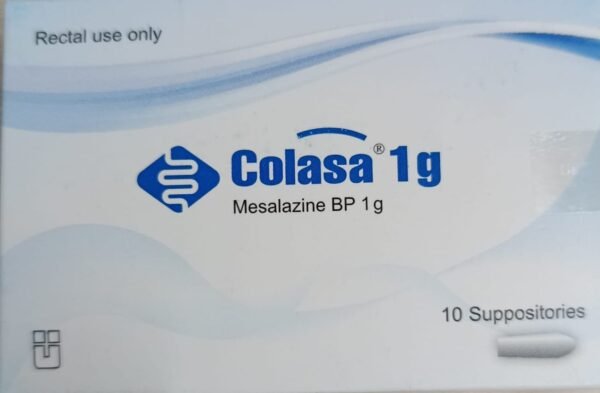 Rectal use only
Colasa® 1g
Mesalazine BP 1g
10 Suppositories